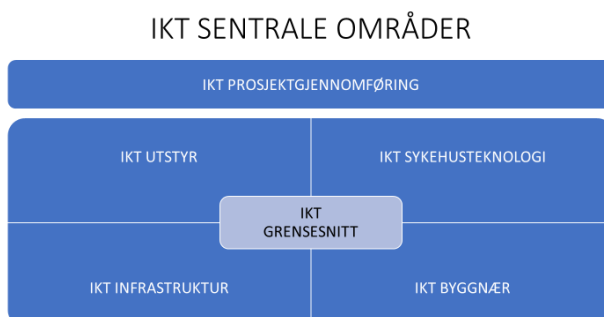 IKT SENTRALE OMRÅDER
IKT PROSJEKTGJENNOMFØRING
IKT UTSTYR
IKT SYKEHUSTEKNOLOGI
IKT
GRENSESNITT
IKT INFRASTRUKTUR
IKT BYGGNÆR